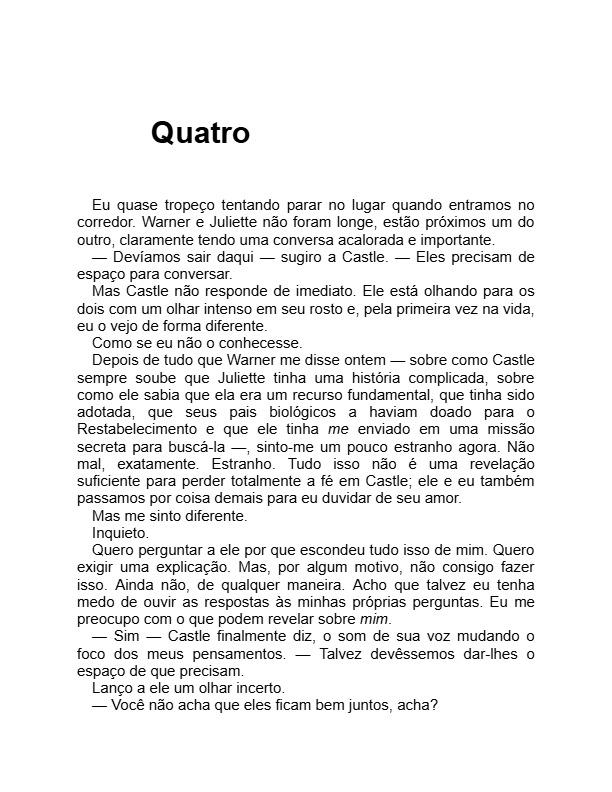 Quatro
Eu quase tropeço tentando parar no lugar quando entramos no
corredor. Warner e Juliette não foram longe, estão próximos um do
outro, claramente tendo uma conversa acalorada e importante.
— Devíamos sair daqui — sugiro a Castle. — Eles precisam de
espaço para conversar.
Mas Castle não responde de imediato. Ele está olhando para os
dois com um olhar intenso em seu rosto e, pela primeira vez na vida,
eu o vejo de forma diferente.
Como se eu não o conhecesse.
Depois de tudo que Warner me disse ontem — sobre como Castle
sempre soube que Juliette tinha uma história complicada, sobre
como ele sabia que ela era um recurso fundamental, que tinha sido
adotada, que seus pais biológicos a haviam doado para o
Restabelecimento e que ele tinha me enviado em uma missão
secreta para buscá-la —, sinto-me um pouco estranho agora. Não
mal, exatamente. Estranho. Tudo isso não é uma revelação
suficiente para perder totalmente a fé em Castle; ele e eu também
passamos por coisa demais para eu duvidar de seu amor.
Mas me sinto diferente.
Inquieto.
Quero perguntar a ele por que escondeu tudo isso de mim. Quero
exigir uma explicação. Mas, por algum motivo, não consigo fazer
isso. Ainda não, de qualquer maneira. Acho que talvez eu tenha
medo de ouvir as respostas às minhas próprias perguntas. Eu me
preocupo com o que podem revelar sobre mim.
— Sim — Castle finalmente diz, o som de sua voz mudando o
foco dos meus pensamentos. — Talvez devêssemos dar-lhes o
espaço de que precisam.
Lanço a ele um olhar incerto.
— Você não acha que eles ficam bem juntos, acha?